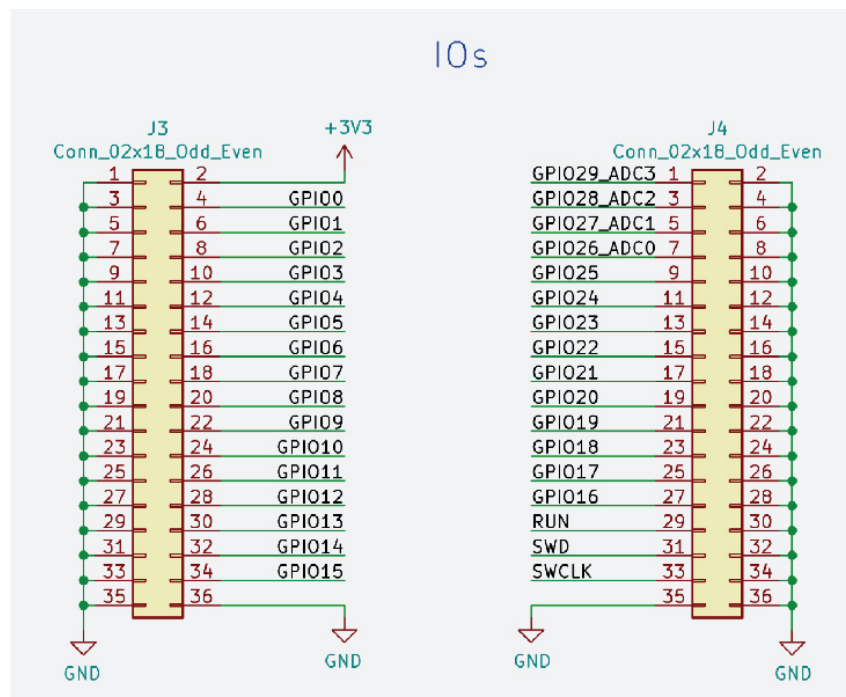 IOs
J3
Conn_02x18_Odd_Even
+3V3
1 2
3 4 GPIO0
5 6 GPIO1
7 8 GPIO2
9 10 GPIO3
11 12 GPIO4
13 14 GPIO5
15 16 GPIO6
17 18 GPIO7
19 20 GPIO8
21 22 GPIO9
23 24 GPIO10
25 26 GPIO11
27 28 GPIO12
29 30 GPIO13
31 32 GPIO14
33 34 GPIO15
35 36
GND
GND
J4
Conn_02x18_Odd_Even
GPIO29_ADC3 1 2
GPIO28_ADC2 3 4
GPIO27_ADC1 5 6
GPIO26_ADC0 7 8
GPIO25 9 10
GPIO24 11 12
GPIO23 13 14
GPIO22 15 16
GPIO21 17 18
GPIO20 19 20
GPIO19 21 22
GPIO18 23 24
GPIO17 25 26
GPIO16 27 28
RUN 29 30
SWD 31 32
SWCLK 33 34
35 36
GND
GND